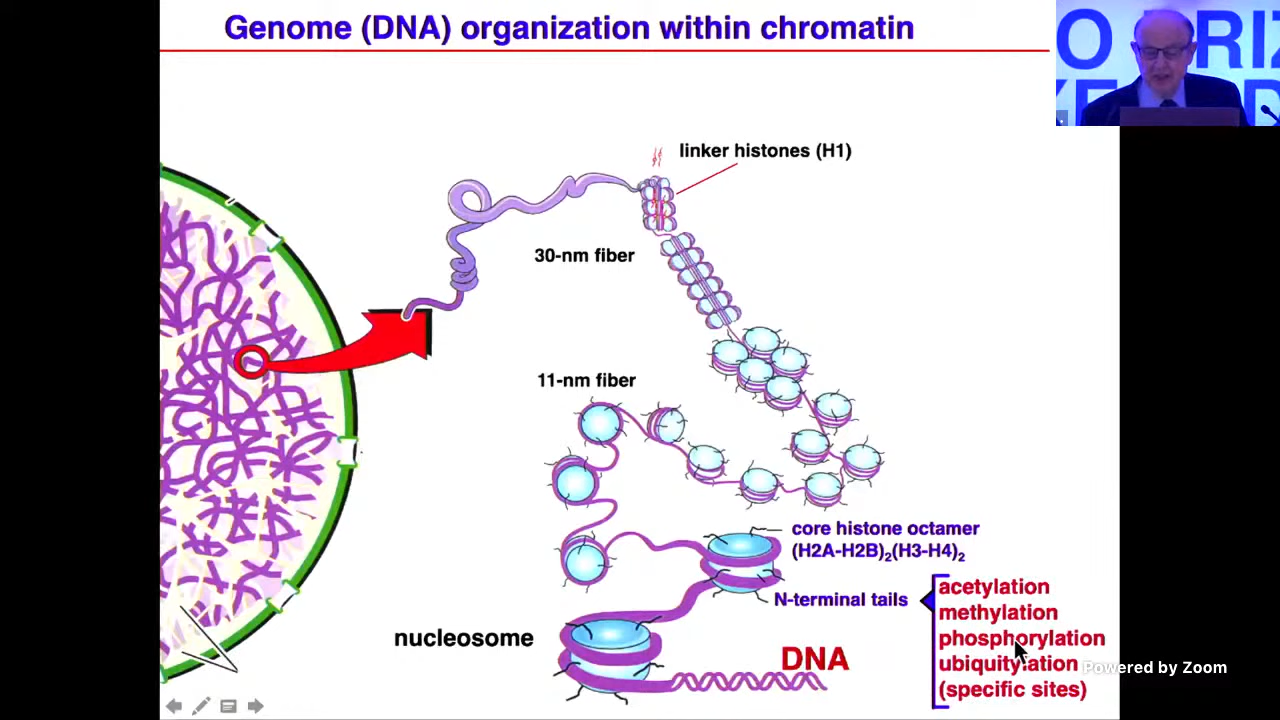 Genome (DNA) organization within chromatin
linker histones (H1)
30-nm fiber
11-nm fiber
core histone octamer
(H2A-H2B)2(H3-H4)2
N-terminal tails
acetylation
methylation
phosphorylation
ubiquitylation
(specific sites)
nucleosome
DNA
Powered by Zoom